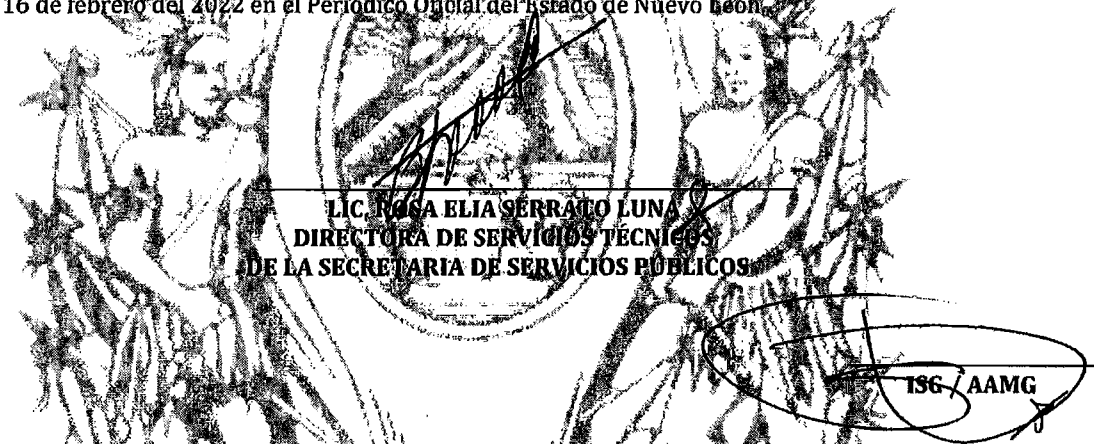 16 de febrero del 2022 en el Periódico Oficial del Estado de Nuevo León.
LIC. ROSA ELIA SERRATO LUNA
DIRECTORA DE SERVICIOS TÉCNICOS
DE LA SECRETARIA DE SERVICIOS PÚBLICOS
ISG / AAMG